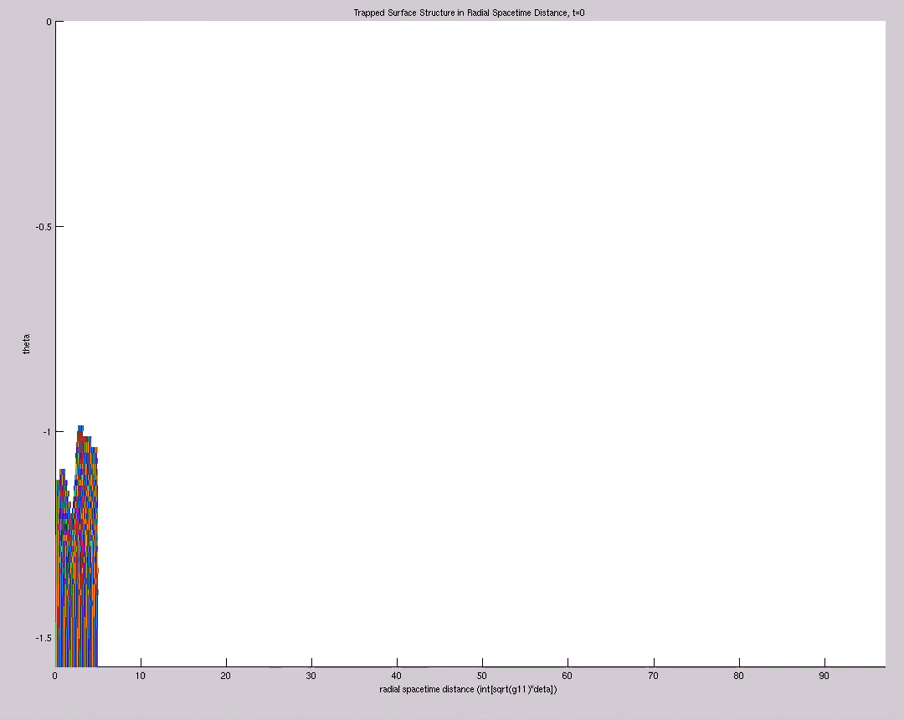 Trapped Surface Structure in Radial Spacetime Distance, t=0
0
-0.5
theta
-1
-1.5
0 10 20 30 40 50 60 70 80 90
radial spacetime distance (int[sqrt(g11)*deta])